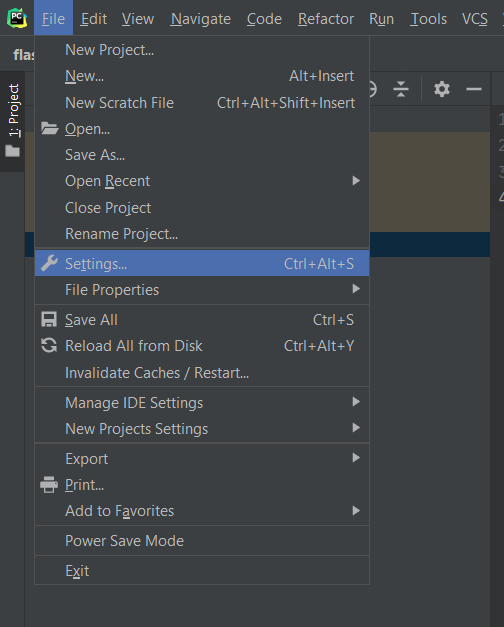 PC File Edit View Navigate Code Refactor Run Tools VCS
flas
1: Project
New Project...
New... Alt+Insert
New Scratch File Ctrl+Alt+Shift+Insert
Open...
Save As...
Open Recent
Close Project
Rename Project...
Settings... Ctrl+Alt+S
File Properties
Save All Ctrl+S
Reload All from Disk Ctrl+Alt+Y
Invalidate Caches / Restart...
Manage IDE Settings
New Projects Settings
Export
Print...
Add to Favorites
Power Save Mode
Exit
1
2
3
4